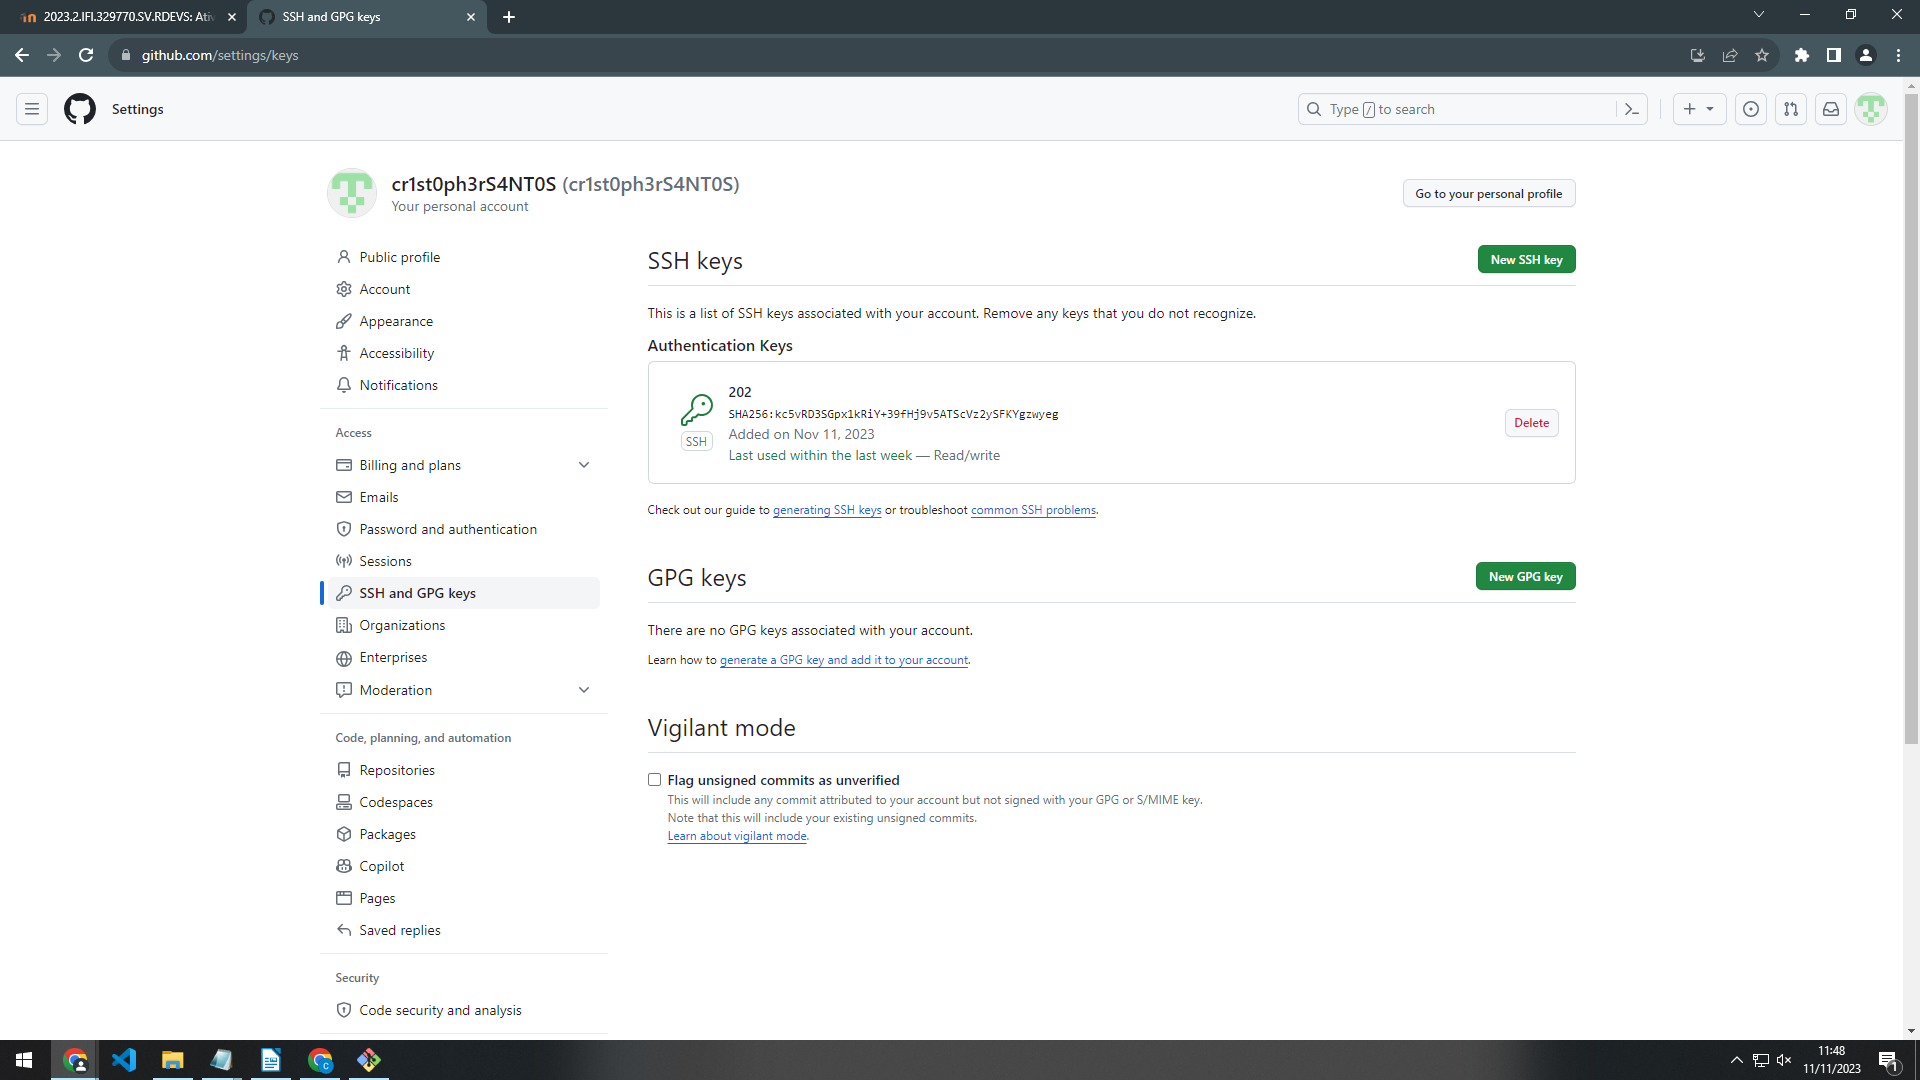 2023.2.IFI.329770.SV.RDEVS: Ativ
SSH and GPG keys
github.com/settings/keys
Settings
Type / to search
cr1st0ph3rS4NT0S (cr1st0ph3rS4NT0S)
Your personal account
Go to your personal profile
Public profile
Account
Appearance
Accessibility
Notifications
Access
Billing and plans
Emails
Password and authentication
Sessions
SSH and GPG keys
Organizations
Enterprises
Moderation
Code, planning, and automation
Repositories
Codespaces
Packages
Copilot
Pages
Saved replies
Security
Code security and analysis
SSH keys
New SSH key
This is a list of SSH keys associated with your account. Remove any keys that you do not recognize.
Authentication Keys
202
SHA256:kc5vRD3SGpx1kRiY+39fHj9v5ATScVz2ySFKYgzwyeg
Added on Nov 11, 2023
Last used within the last week — Read/write
SSH
Delete
Check out our guide to generating SSH keys or troubleshoot common SSH problems.
GPG keys
New GPG key
There are no GPG keys associated with your account.
Learn how to generate a GPG key and add it to your account.
Vigilant mode
Flag unsigned commits as unverified
This will include any commit attributed to your account but not signed with your GPG or S/MIME key.
Note that this will include your existing unsigned commits.
Learn about vigilant mode.
11:48
11/11/2023
1